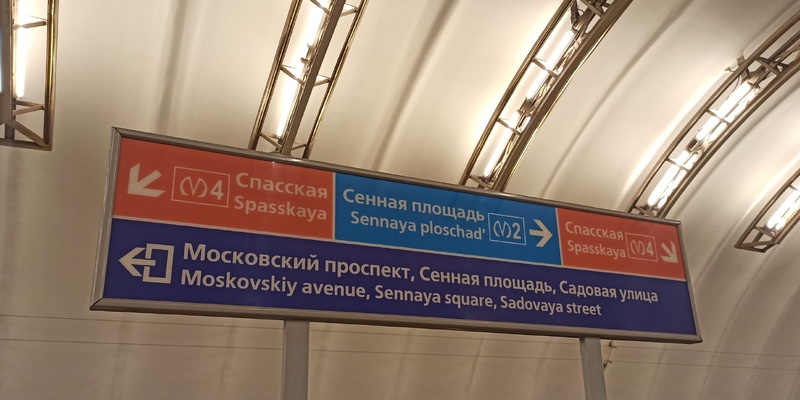 4 Спасская
Spasskaya
Сенная площадь
Sennaya ploschad' 2
Спасская
Spasskaya 4
Московский проспект, Сенная площадь, Садовая улица
Moskovskiy avenue, Sennaya square, Sadovaya street